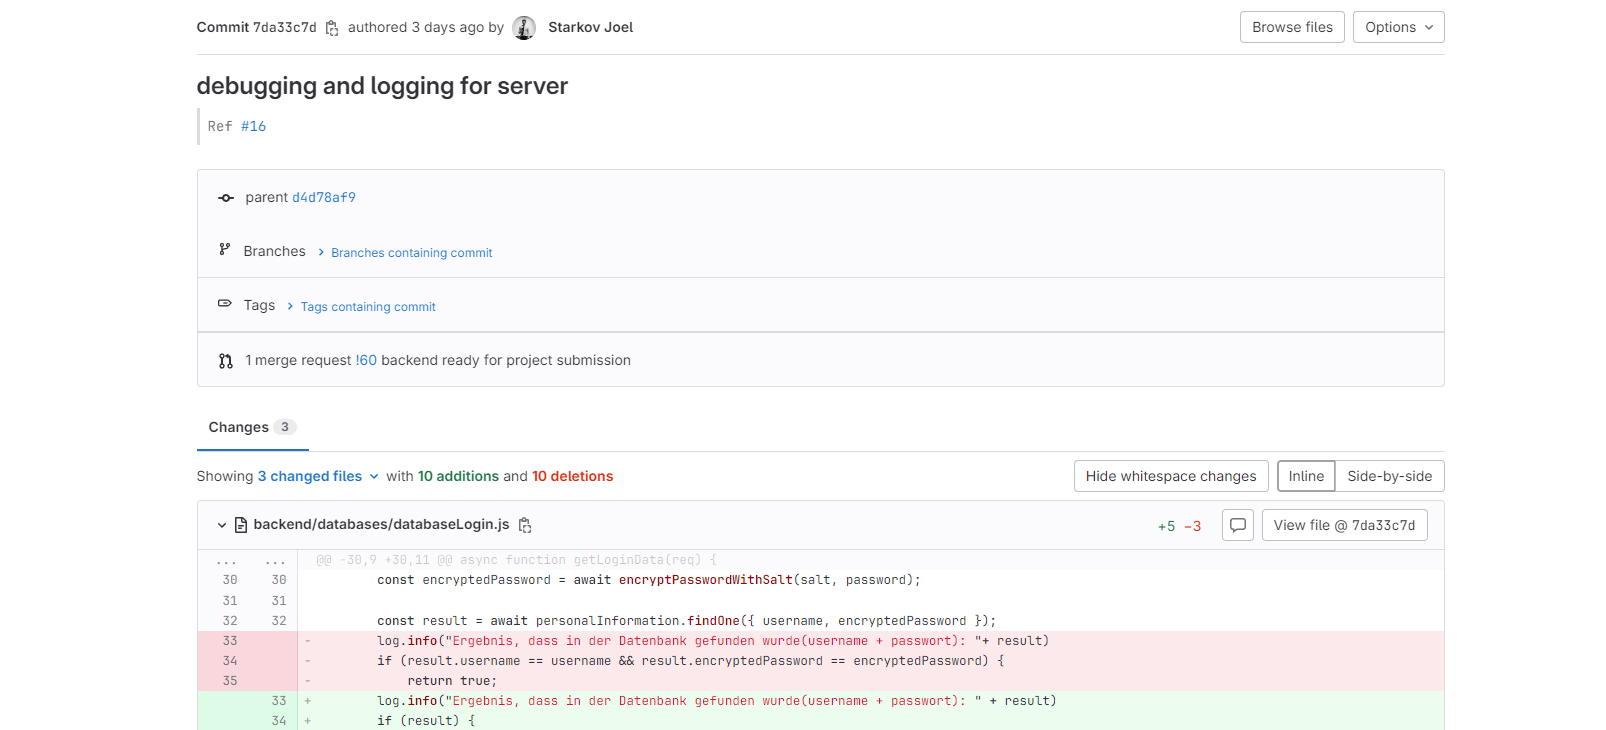 Commit 7da33c7d authored 3 days ago by Starkov Joel
Browse files
Options
debugging and logging for server
Ref #16
parent d4d78af9
Branches Branches containing commit
Tags Tags containing commit
1 merge request !60 backend ready for project submission
Changes 3
Showing 3 changed files with 10 additions and 10 deletions
Hide whitespace changes
Inline
Side-by-side
backend/databases/databaseLogin.js
+5 −3
View file @ 7da33c7d
... ... @@ -30,9 +30,11 @@ async function getLoginData(req) {
30 30 const encryptedPassword = await encryptPasswordWithSalt(salt, password);
31 31
32 32 const result = await personalInformation.findOne({ username, encryptedPassword });
33 - log.info("Ergebnis, dass in der Datenbank gefunden wurde(username + passwort): "+ result)
34 - if (result.username == username && result.encryptedPassword == encryptedPassword) {
35 - return true;
33 + log.info("Ergebnis, dass in der Datenbank gefunden wurde(username + passwort): " + result)
34 + if (result) {